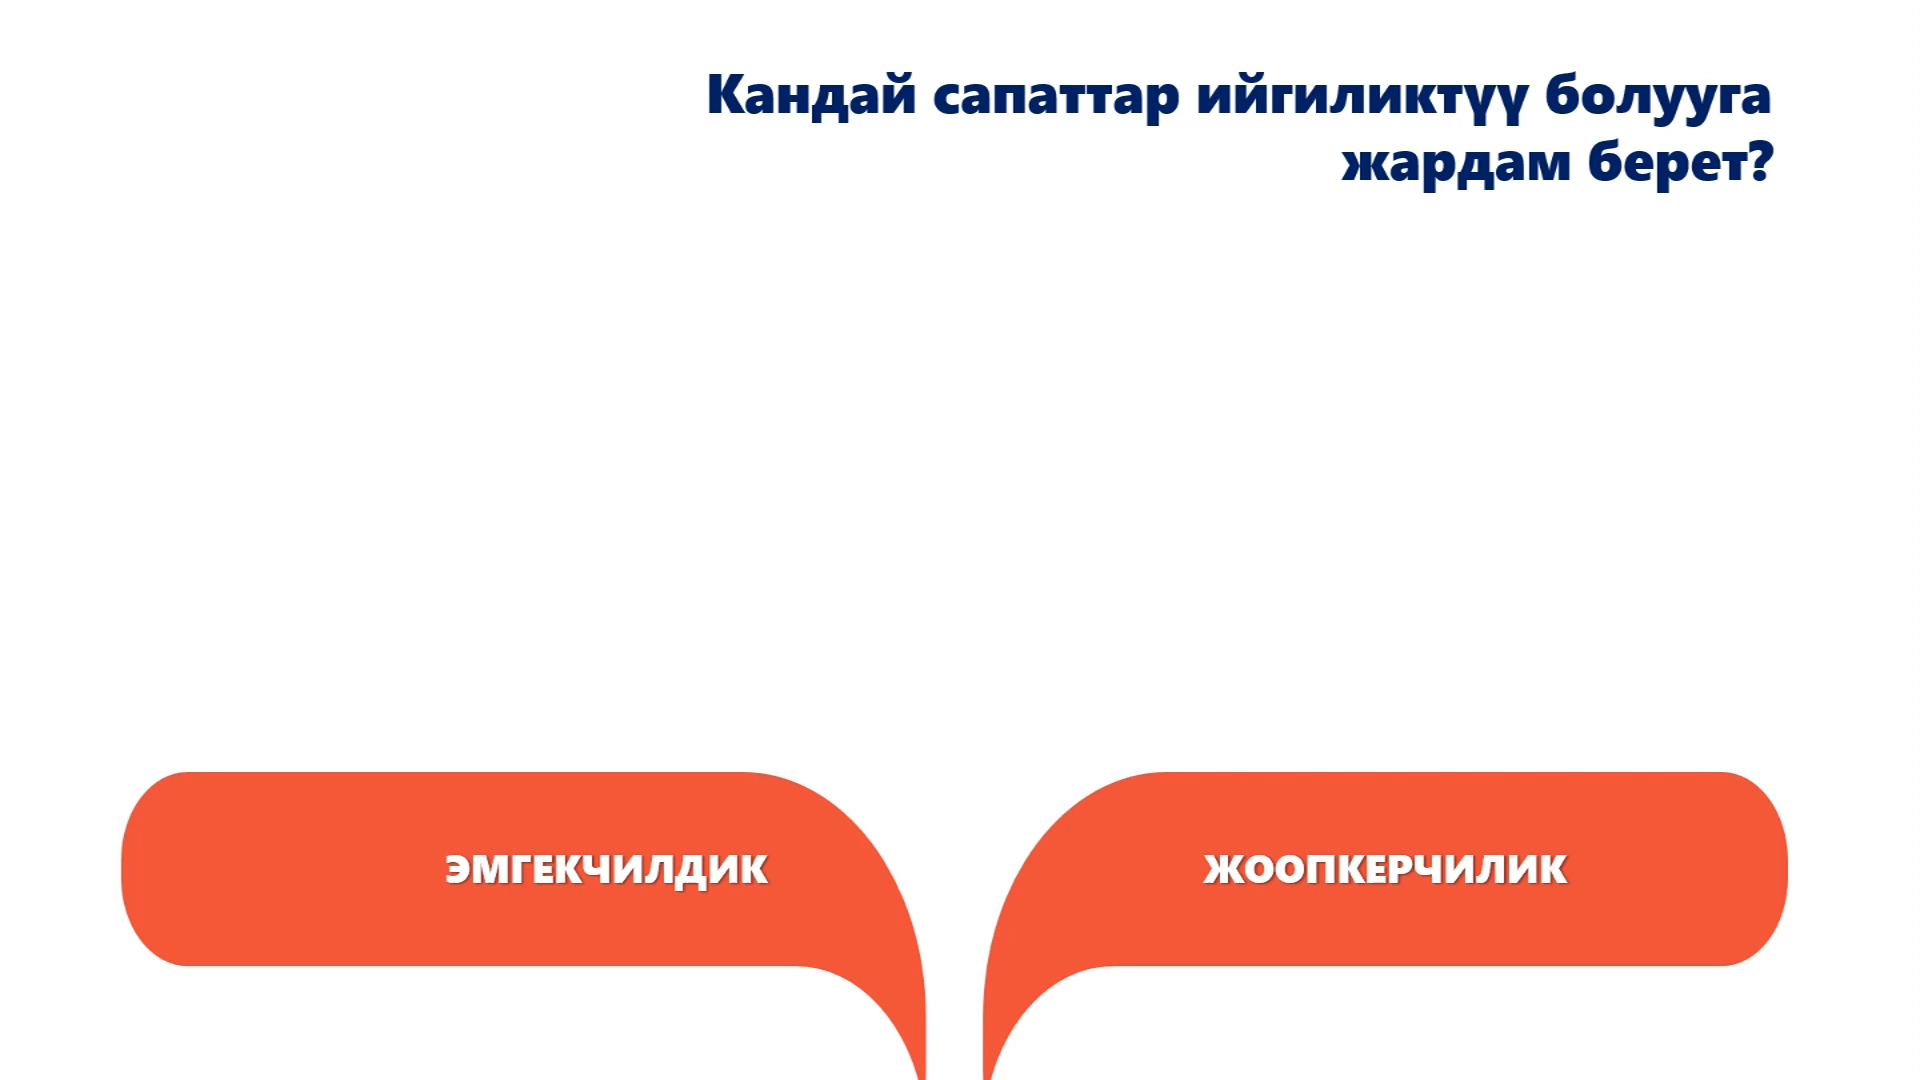 Кандай сапаттар ийгиликтүү болууга
жардам берет?
ЭМГЕКЧИЛДИК
ЖООПКЕРЧИЛИК